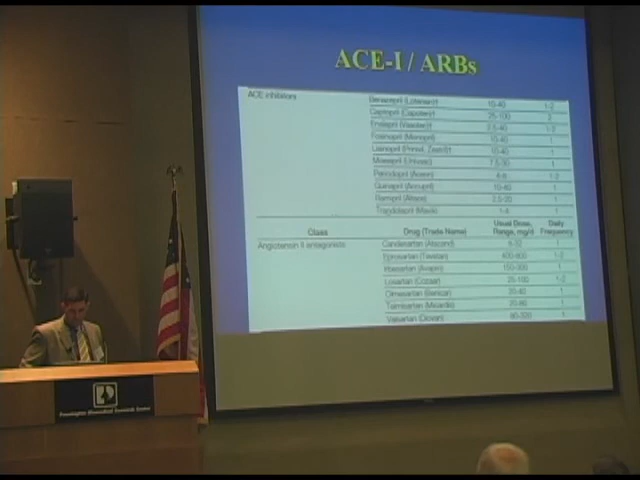 ACE-I / ARBs
ACE inhibitors
Benazepril (Lotensin)† 10-40 1-2
Captopril (Capoten)† 25-100 2
Enalapril (Vasotec)† 2.5-40 1-2
Fosinopril (Monopril) 10-40 1
Lisinopril (Prinivil, Zestril)† 10-40 1
Moexipril (Univasc) 7.5-30 1
Perindopril (Aceon) 4-8 1-2
Quinapril (Accupril) 10-40 1
Ramipril (Altace) 2.5-20 1
Trandolapril (Mavik) 1-4 1
Class Drug (Trade Name) Usual Dose, Range, mg/d Daily Frequency
Angiotensin II antagonists Candesartan (Atacand) 8-32 1
Eprosartan (Tevetan) 400-800 1-2
Irbesartan (Avapro) 150-300 1
Losartan (Cozaar) 25-100 1-2
Olmesartan (Benicar) 20-40 1
Telmisartan (Micardis) 20-80 1
Valsartan (Diovan) 80-320 1
Pennington Biomedical Research Center